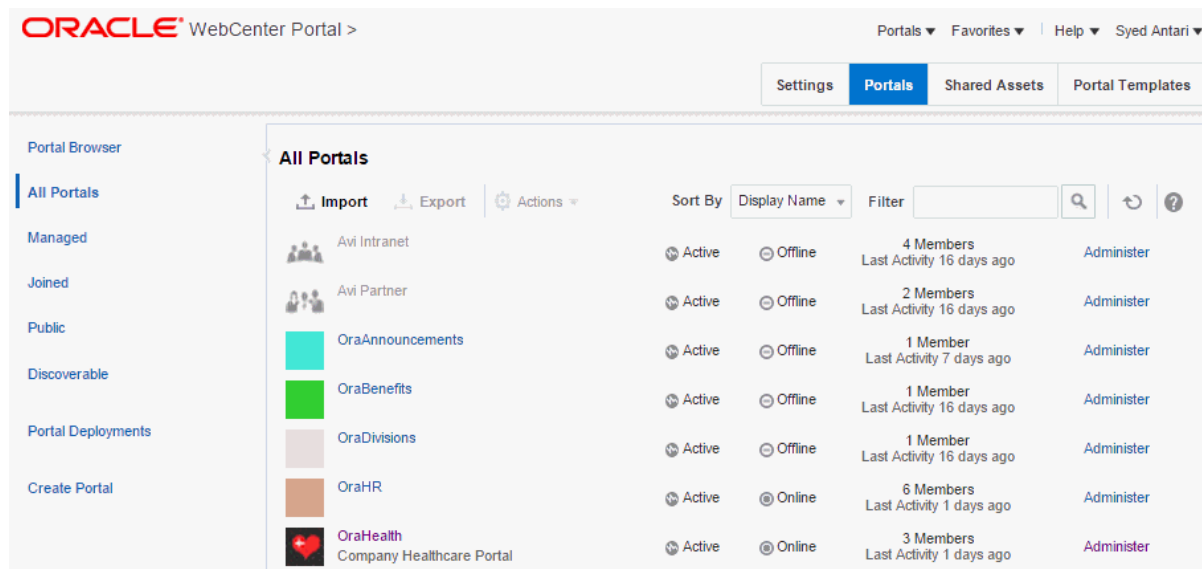 ORACLE® WebCenter Portal >
Portals Favorites Help Syed Antari
Settings Portals Shared Assets Portal Templates
Portal Browser
All Portals
Managed
Joined
Public
Discoverable
Portal Deployments
Create Portal
All Portals
Import Export Actions Sort By Display Name Filter
Avi Intranet Active Offline 4 Members Administer
Last Activity 16 days ago
Avi Partner Active Offline 2 Members Administer
Last Activity 16 days ago
OraAnnouncements Active Offline 1 Member Administer
Last Activity 7 days ago
OraBenefits Active Offline 1 Member Administer
Last Activity 16 days ago
OraDivisions Active Offline 1 Member Administer
Last Activity 16 days ago
OraHR Active Online 6 Members Administer
Last Activity 1 days ago
OraHealth Active Online 3 Members Administer
Company Healthcare Portal Last Activity 1 days ago